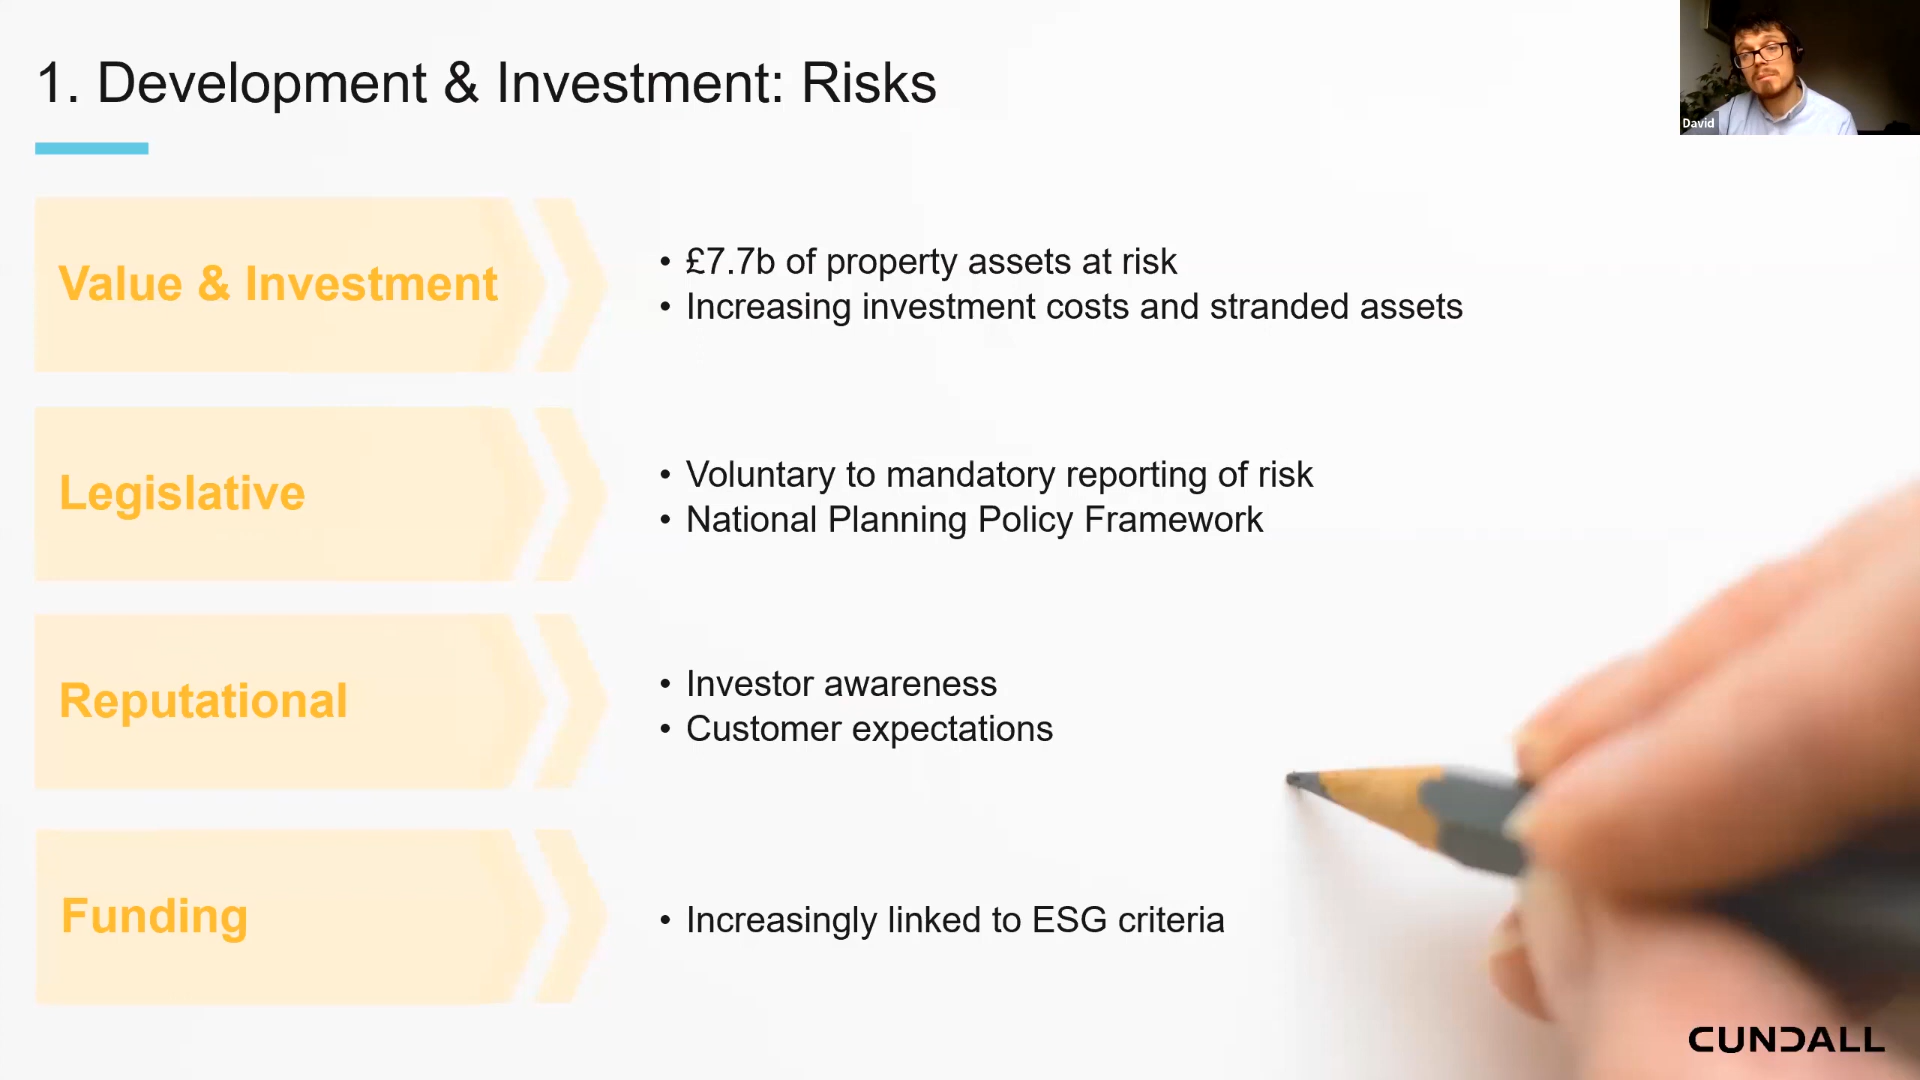 1. Development & Investment: Risks
David
Value & Investment
• £7.7b of property assets at risk
• Increasing investment costs and stranded assets
Legislative
• Voluntary to mandatory reporting of risk
• National Planning Policy Framework
Reputational
• Investor awareness
• Customer expectations
Funding
• Increasingly linked to ESG criteria
CUNDALL